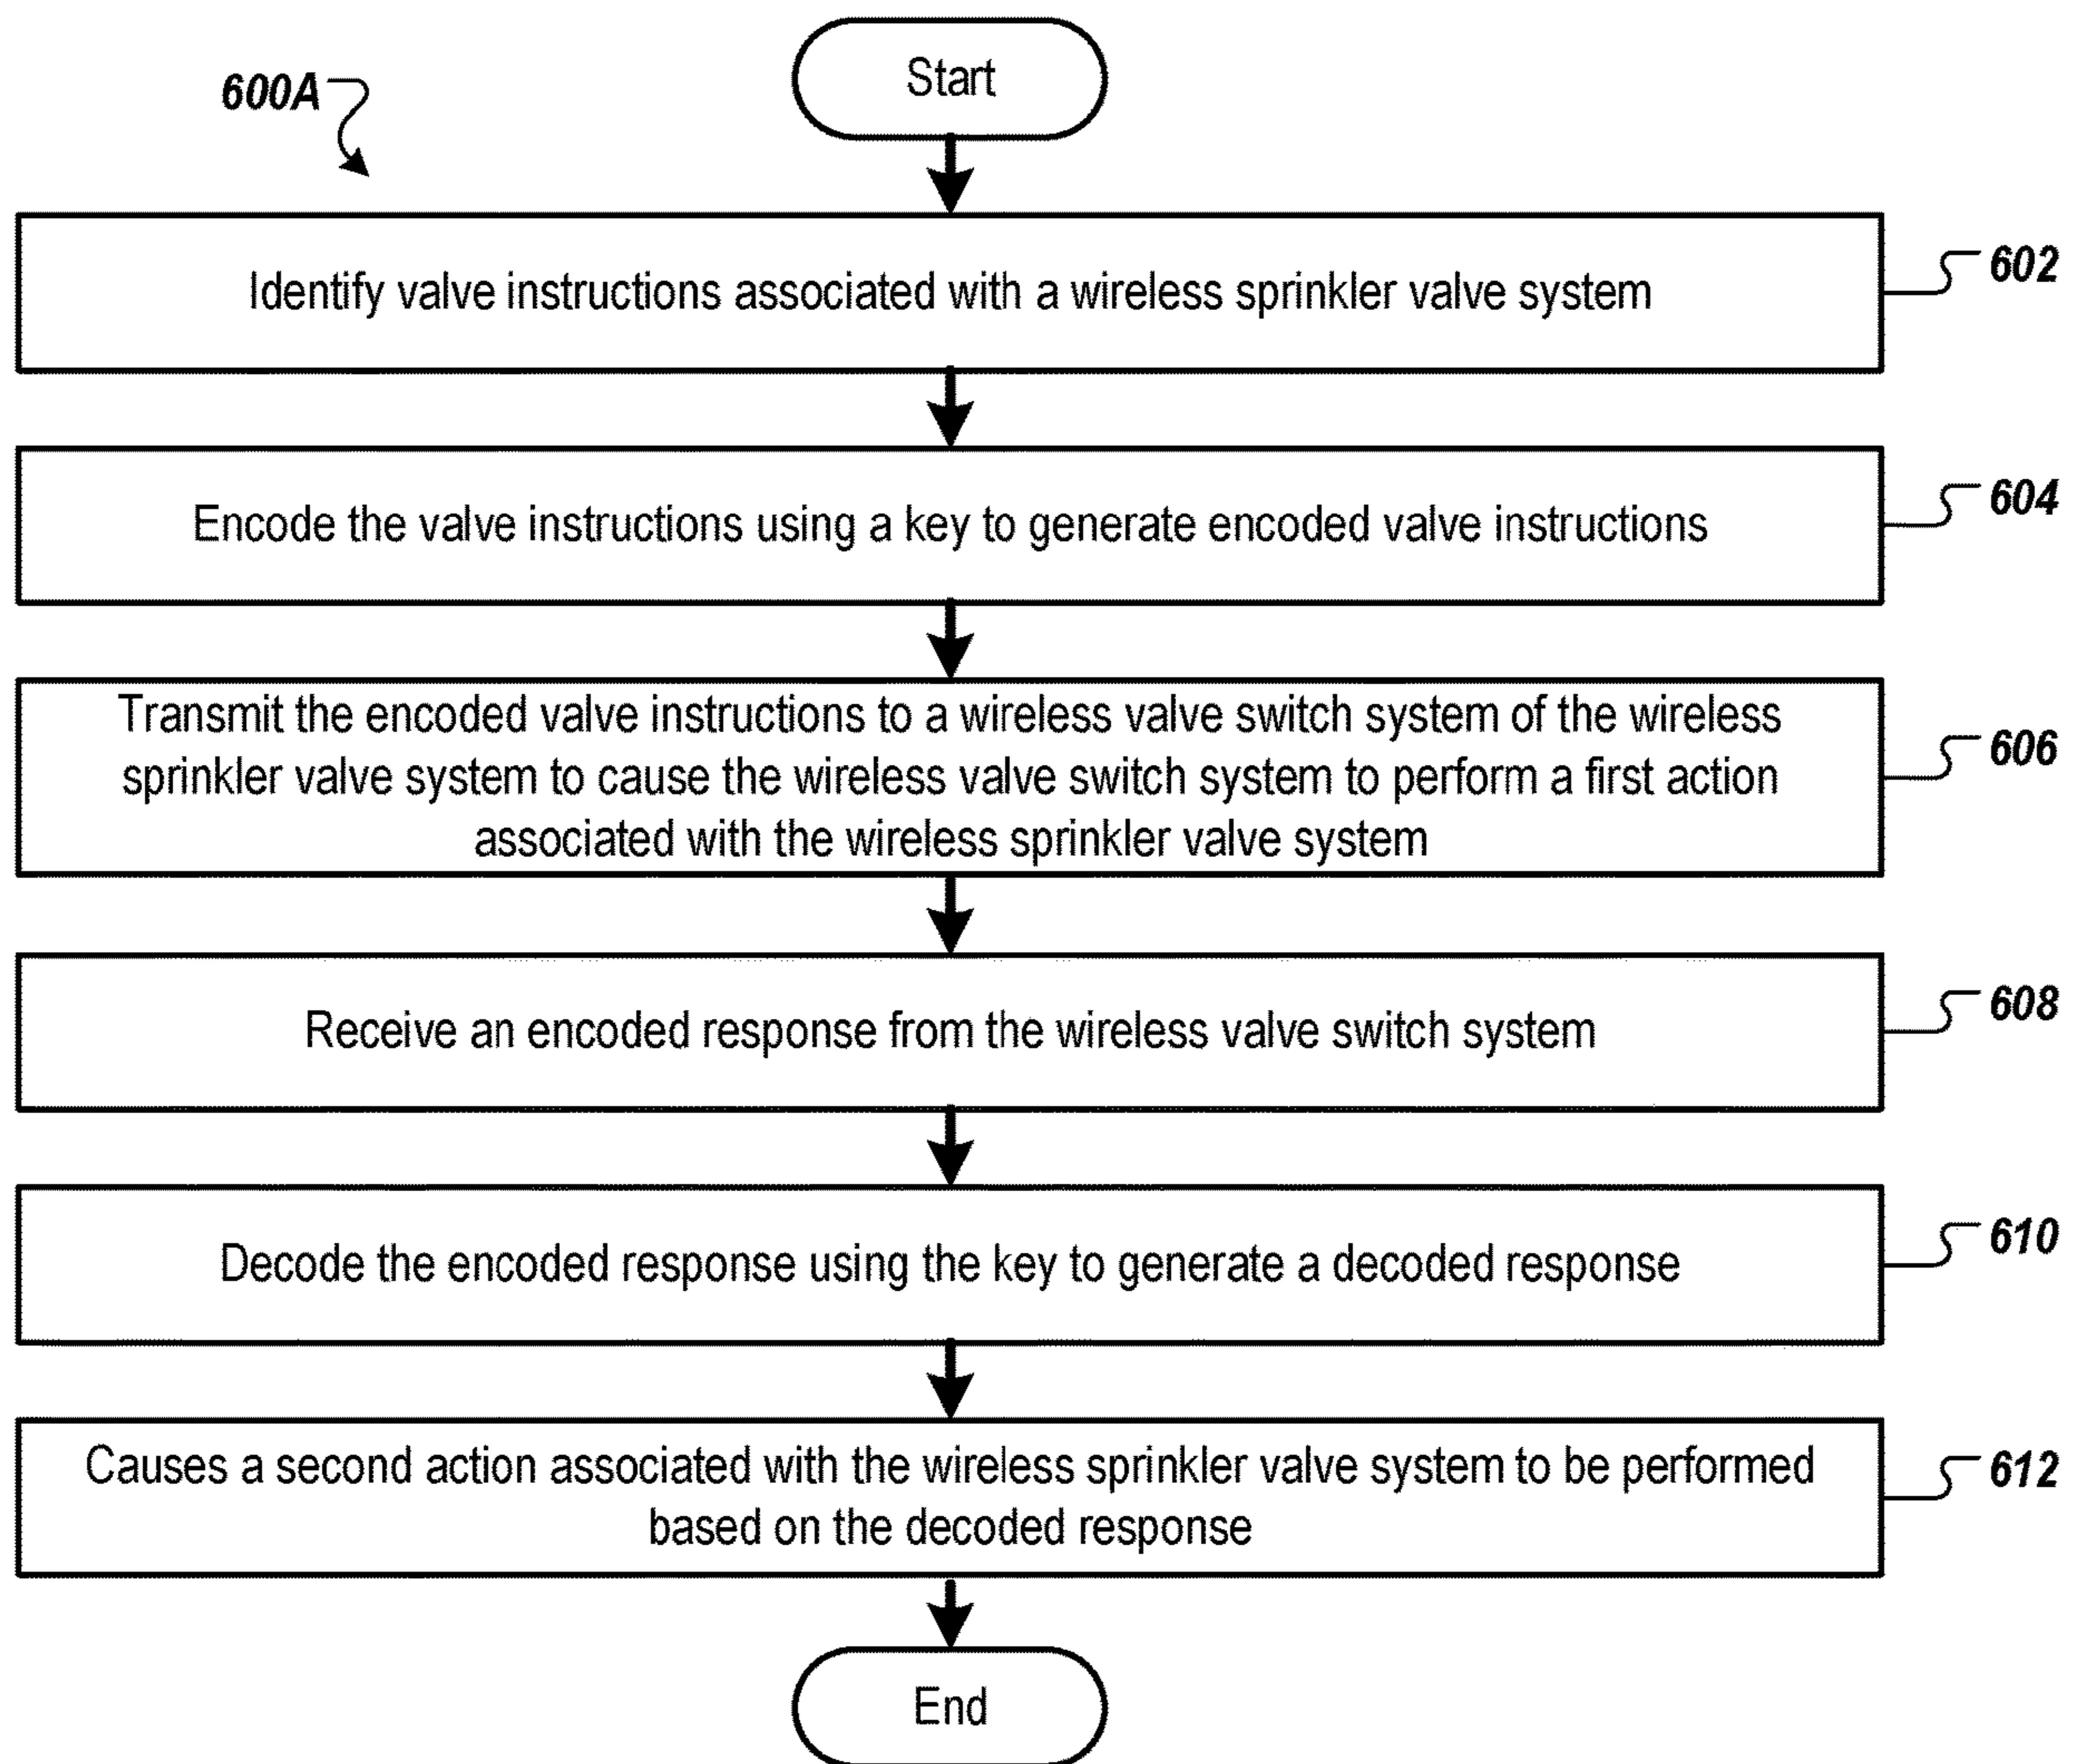 Start
600A
Identify valve instructions associated with a wireless sprinkler valve system
602
Encode the valve instructions using a key to generate encoded valve instructions
604
Transmit the encoded valve instructions to a wireless valve switch system of the wireless
sprinkler valve system to cause the wireless valve switch system to perform a first action
associated with the wireless sprinkler valve system
606
Receive an encoded response from the wireless valve switch system
608
Decode the encoded response using the key to generate a decoded response
610
Causes a second action associated with the wireless sprinkler valve system to be performed
based on the decoded response
612
End